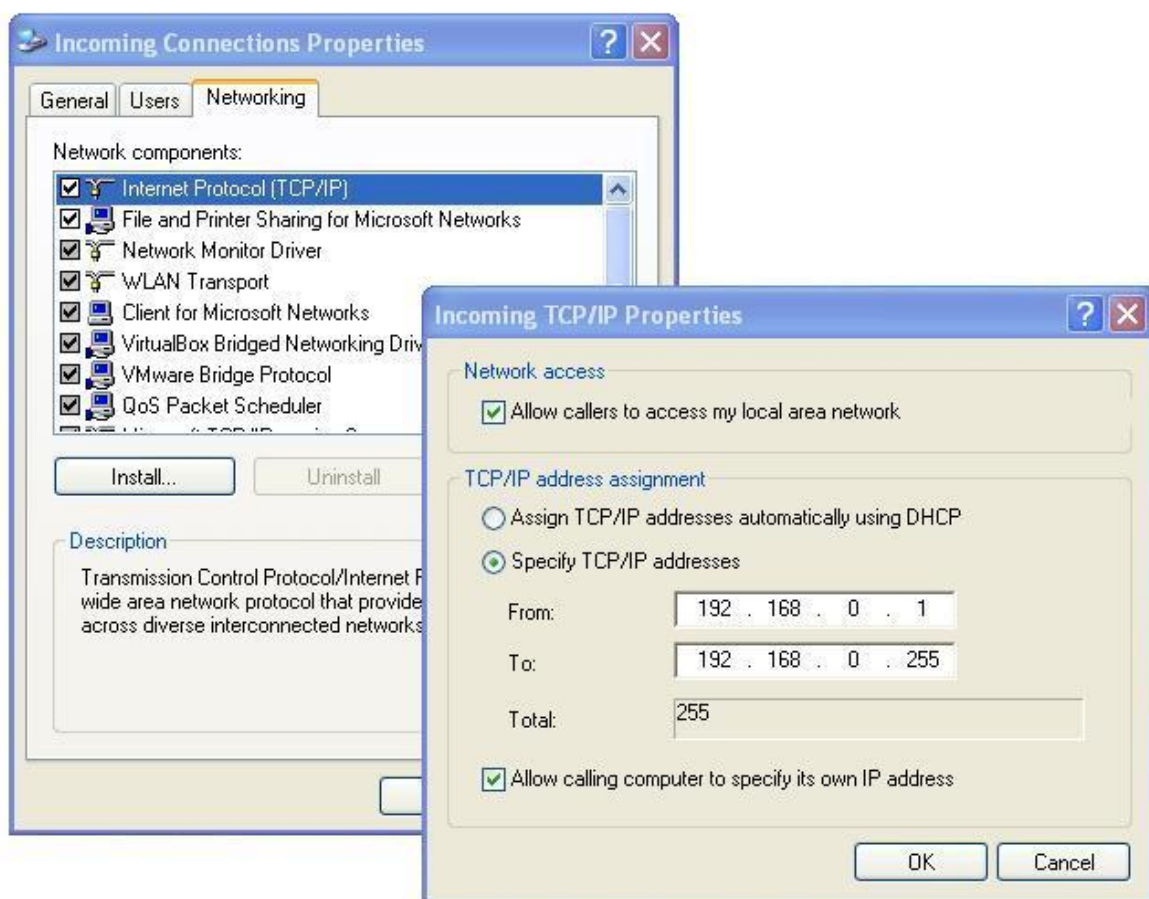 Incoming Connections Properties
General Users Networking
Network components:
Internet Protocol (TCP/IP)
File and Printer Sharing for Microsoft Networks
Network Monitor Driver
WLAN Transport
Client for Microsoft Networks
VirtualBox Bridged Networking Driv
VMware Bridge Protocol
QoS Packet Scheduler
Install... Uninstall
Description
Transmission Control Protocol/Internet P
wide area network protocol that provide
across diverse interconnected networks
Incoming TCP/IP Properties
Network access
Allow callers to access my local area network
TCP/IP address assignment
Assign TCP/IP addresses automatically using DHCP
Specify TCP/IP addresses
From: 192 . 168 . 0 . 1
To: 192 . 168 . 0 . 255
Total: 255
Allow calling computer to specify its own IP address
OK Cancel